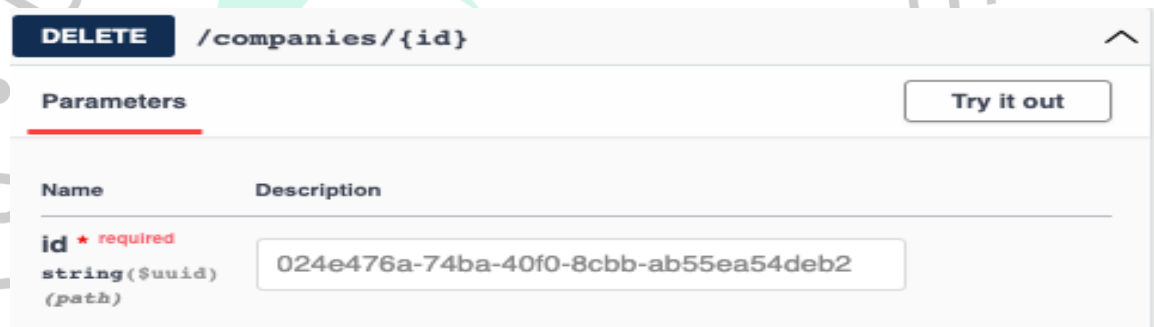 DELETE /companies/{id}
Parameters Try it out
Name Description
id * required
string($uuid)
(path)
024e476a-74ba-40f0-8cbb-ab55ea54deb2